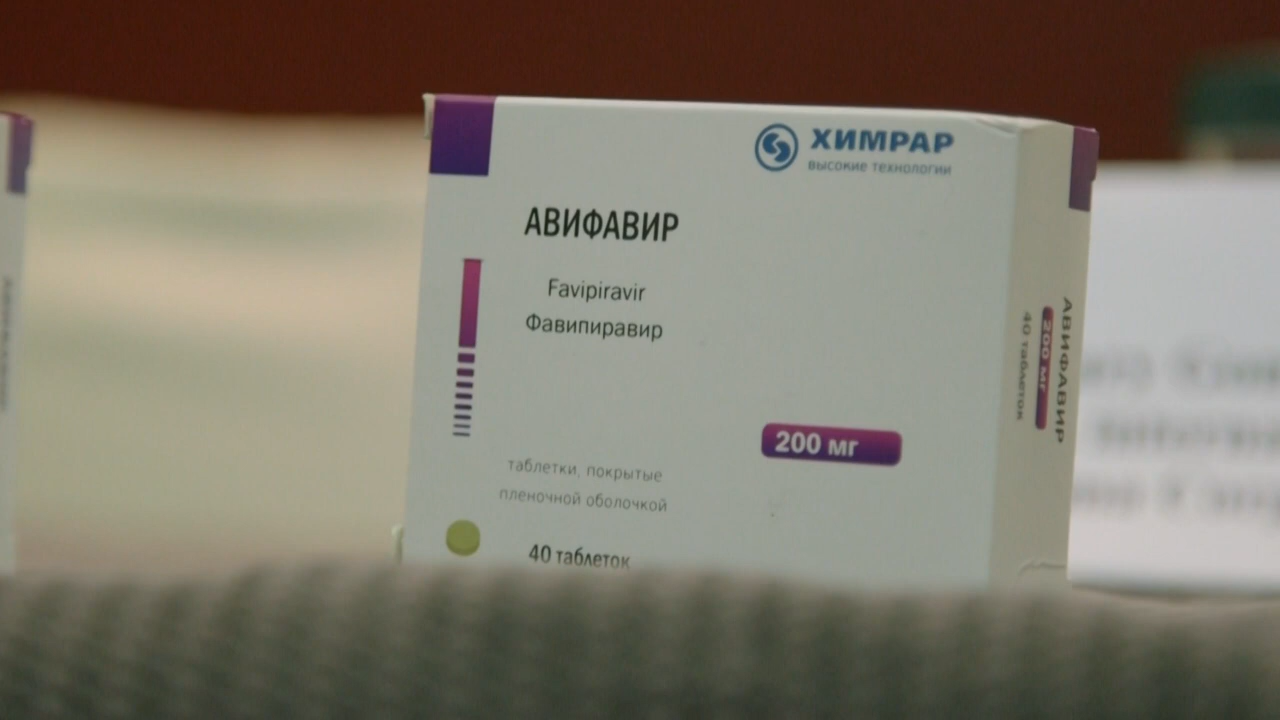 ХИМРАР
высокие технологии
АВИФАВИР
Favipiravir
Фавипиравир
200 мг
таблетки, покрытые
пленочной оболочкой
40 таблеток
АВИФАВИР
200 мг
40 таблеток